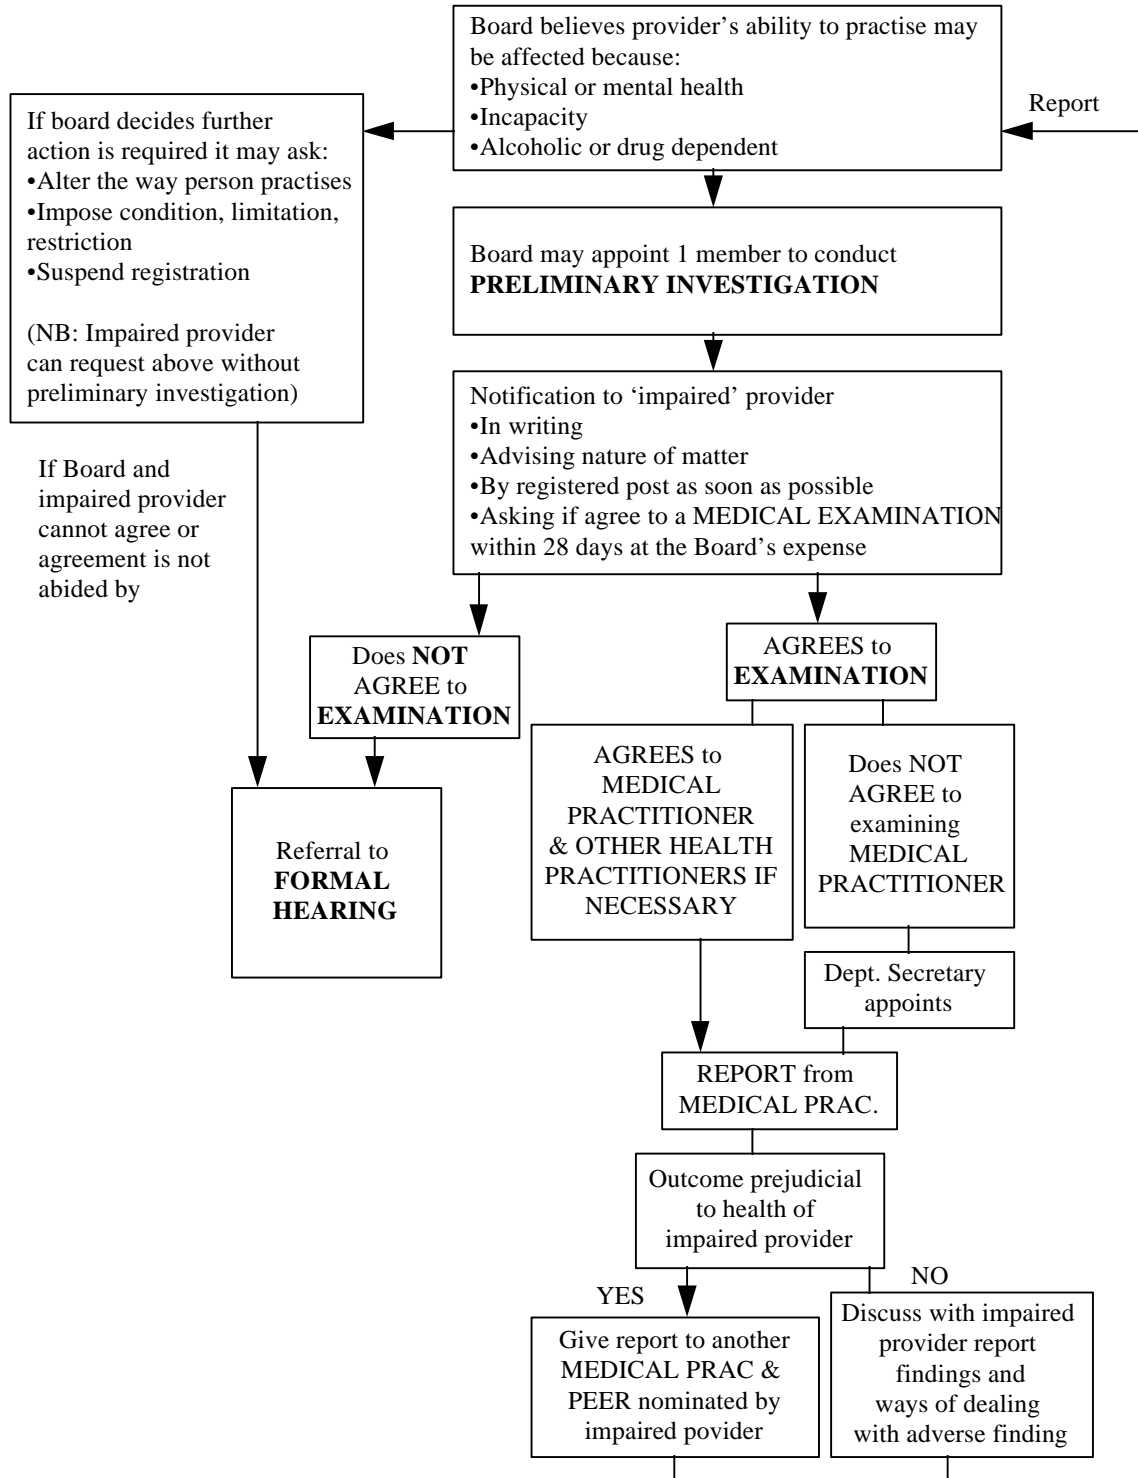 Board believes provider's ability to practise may
be affected because:
•Physical or mental health
•Incapacity
•Alcoholic or drug dependent
Report
If board decides further
action is required it may ask:
•Alter the way person practises
•Impose condition, limitation,
restriction
•Suspend registration
(NB: Impaired provider
can request above without
preliminary investigation)
Board may appoint 1 member to conduct
PRELIMINARY INVESTIGATION
Notification to ‘impaired’ provider
•In writing
•Advising nature of matter
•By registered post as soon as possible
•Asking if agree to a MEDICAL EXAMINATION
within 28 days at the Board's expense
If Board and
impaired provider
cannot agree or
agreement is not
abided by
Does NOT
AGREE to
EXAMINATION
AGREES to
EXAMINATION
AGREES to
MEDICAL
PRACTITIONER
& OTHER HEALTH
PRACTITIONERS IF
NECESSARY
Does NOT
AGREE to
examining
MEDICAL
PRACTITIONER
Referral to
FORMAL
HEARING
Dept. Secretary
appoints
REPORT from
MEDICAL PRAC.
Outcome prejudicial
to health of
impaired provider
YES
NO
Give report to another
MEDICAL PRAC &
PEER nominated by
impaired povider
Discuss with impaired
provider report
findings and
ways of dealing
with adverse finding